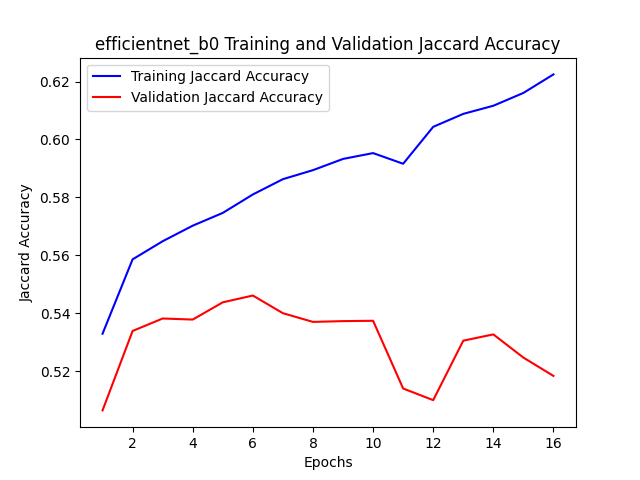 efficientnet_b0 Training and Validation Jaccard Accuracy
Training Jaccard Accuracy
Validation Jaccard Accuracy
Jaccard Accuracy
0.62
0.60
0.58
0.56
0.54
0.52
2 4 6 8 10 12 14 16
Epochs